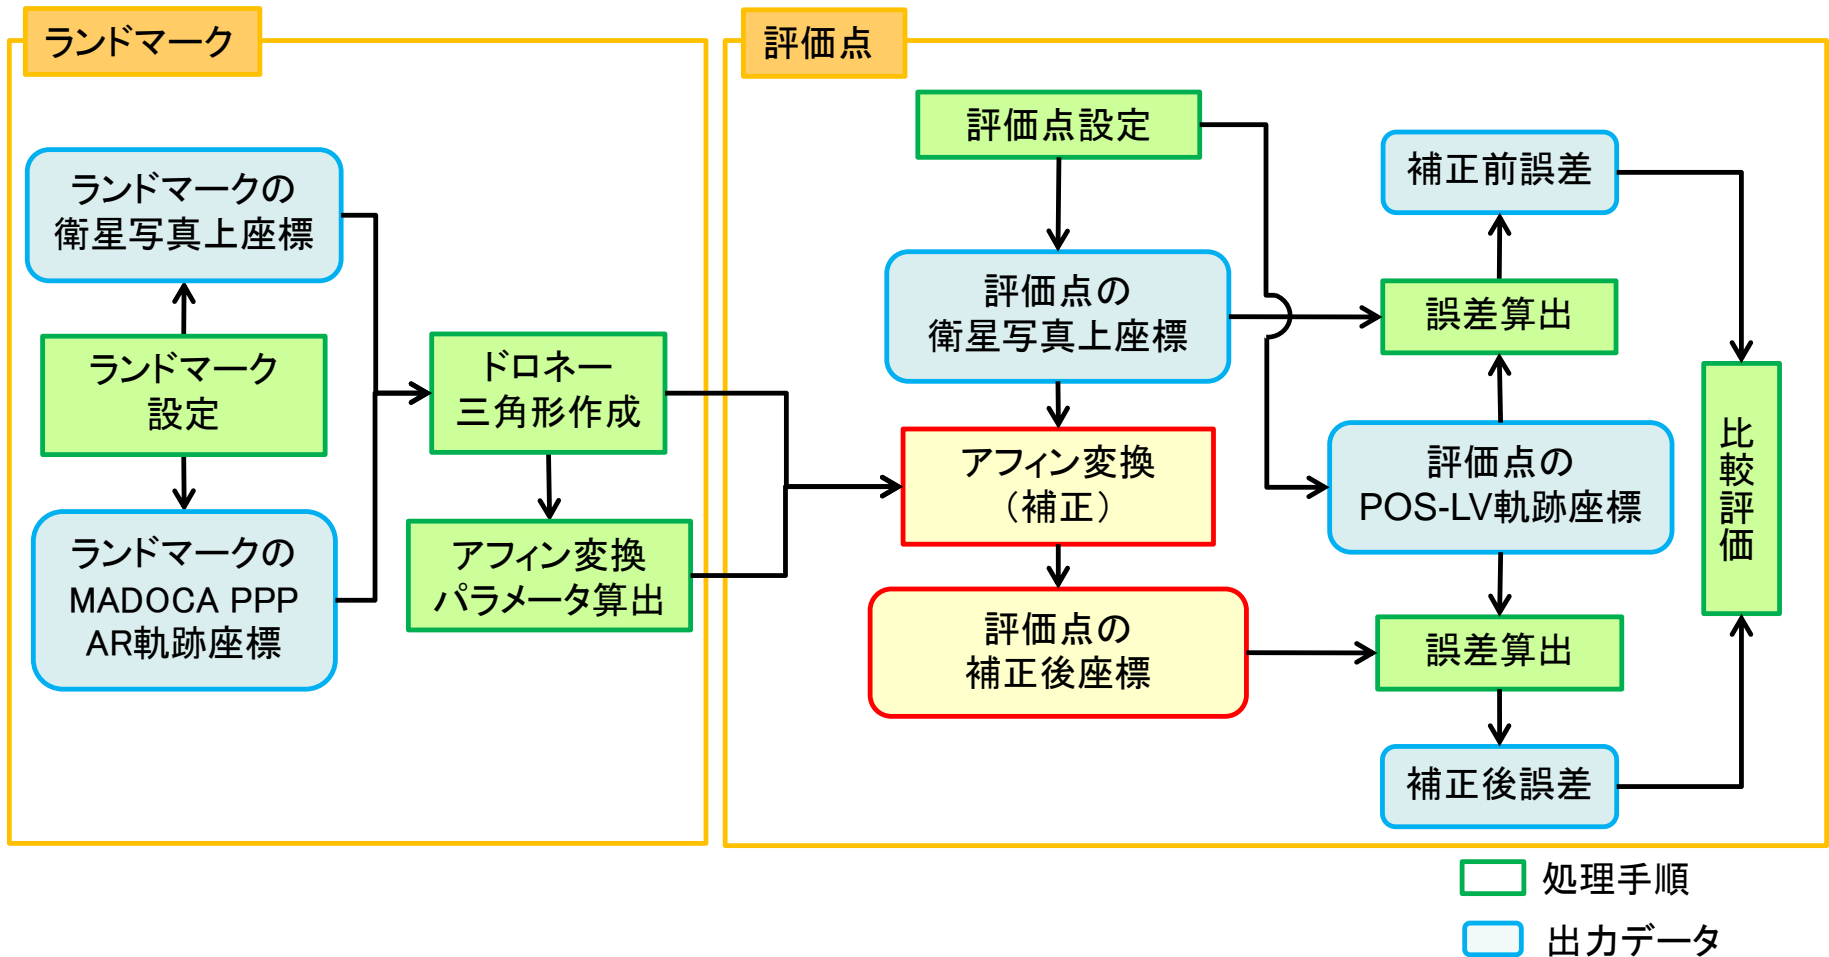 ランドマーク
ランドマークの
衛星写真上座標
ランドマーク
設定
ランドマークの
MADOCA PPP
AR軌跡座標
ドロネー
三角形作成
アフィン変換
パラメータ算出
評価点
評価点設定
評価点の
衛星写真上座標
アフィン変換
（補正）
評価点の
補正後座標
補正前誤差
誤差算出
評価点の
POS-LV軌跡座標
誤差算出
補正後誤差
比較評価
処理手順
出力データ